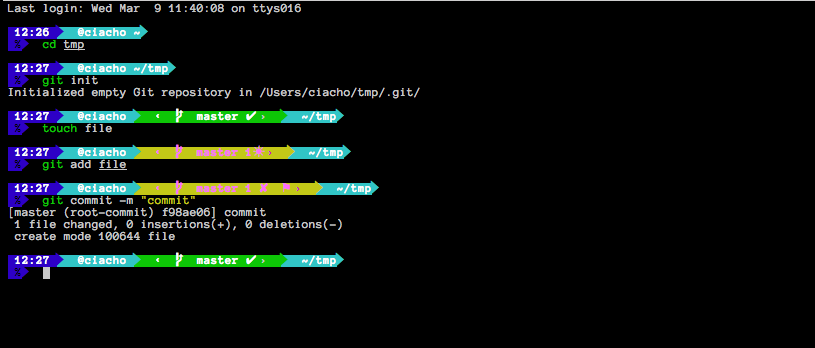 Last login: Wed Mar  9 11:40:08 on ttys016
12:26 @ciacho ~
cd tmp
12:27 @ciacho ~/tmp
git init
Initialized empty Git repository in /Users/ciacho/tmp/.git/
12:27 @ciacho ‹ master ✔ › ~/tmp
touch file
12:27 @ciacho ‹ master › ~/tmp
git add file
12:27 @ciacho ‹ master › ~/tmp
git commit -m "commit"
[master (root-commit) f98ae06] commit
1 file changed, 0 insertions(+), 0 deletions(-)
create mode 100644 file
12:27 @ciacho ‹ master ✔ › ~/tmp